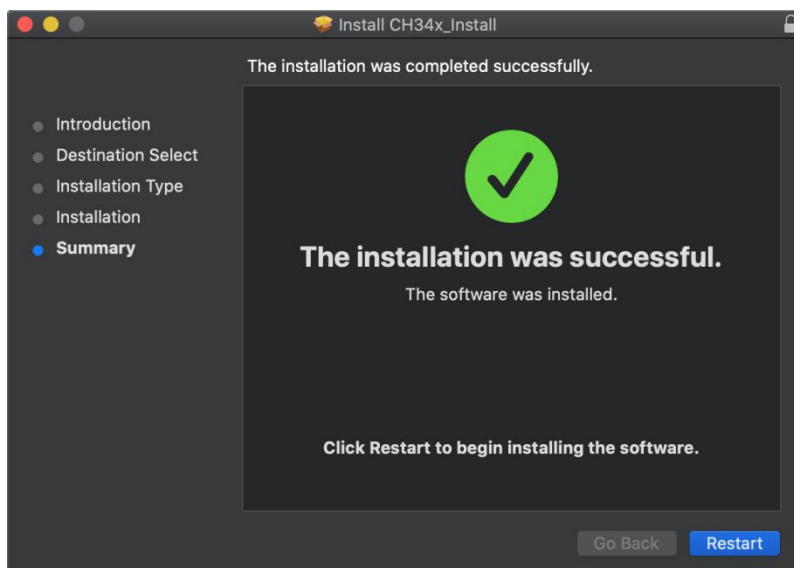 Install CH34x_Install
The installation was completed successfully.
Introduction
Destination Select
Installation Type
Installation
Summary
The installation was successful.
The software was installed.
Click Restart to begin installing the software.
Go Back
Restart